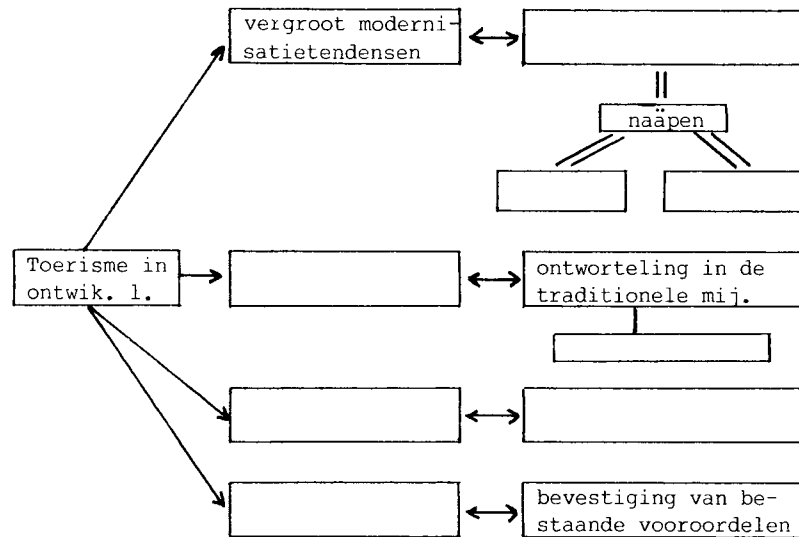 vergroot moderni-
satietendensen
naäpen
Toerisme in
ontwik. l.
ontworteling in de
traditionele mij.
bevestiging van be-
staande vooroordelen